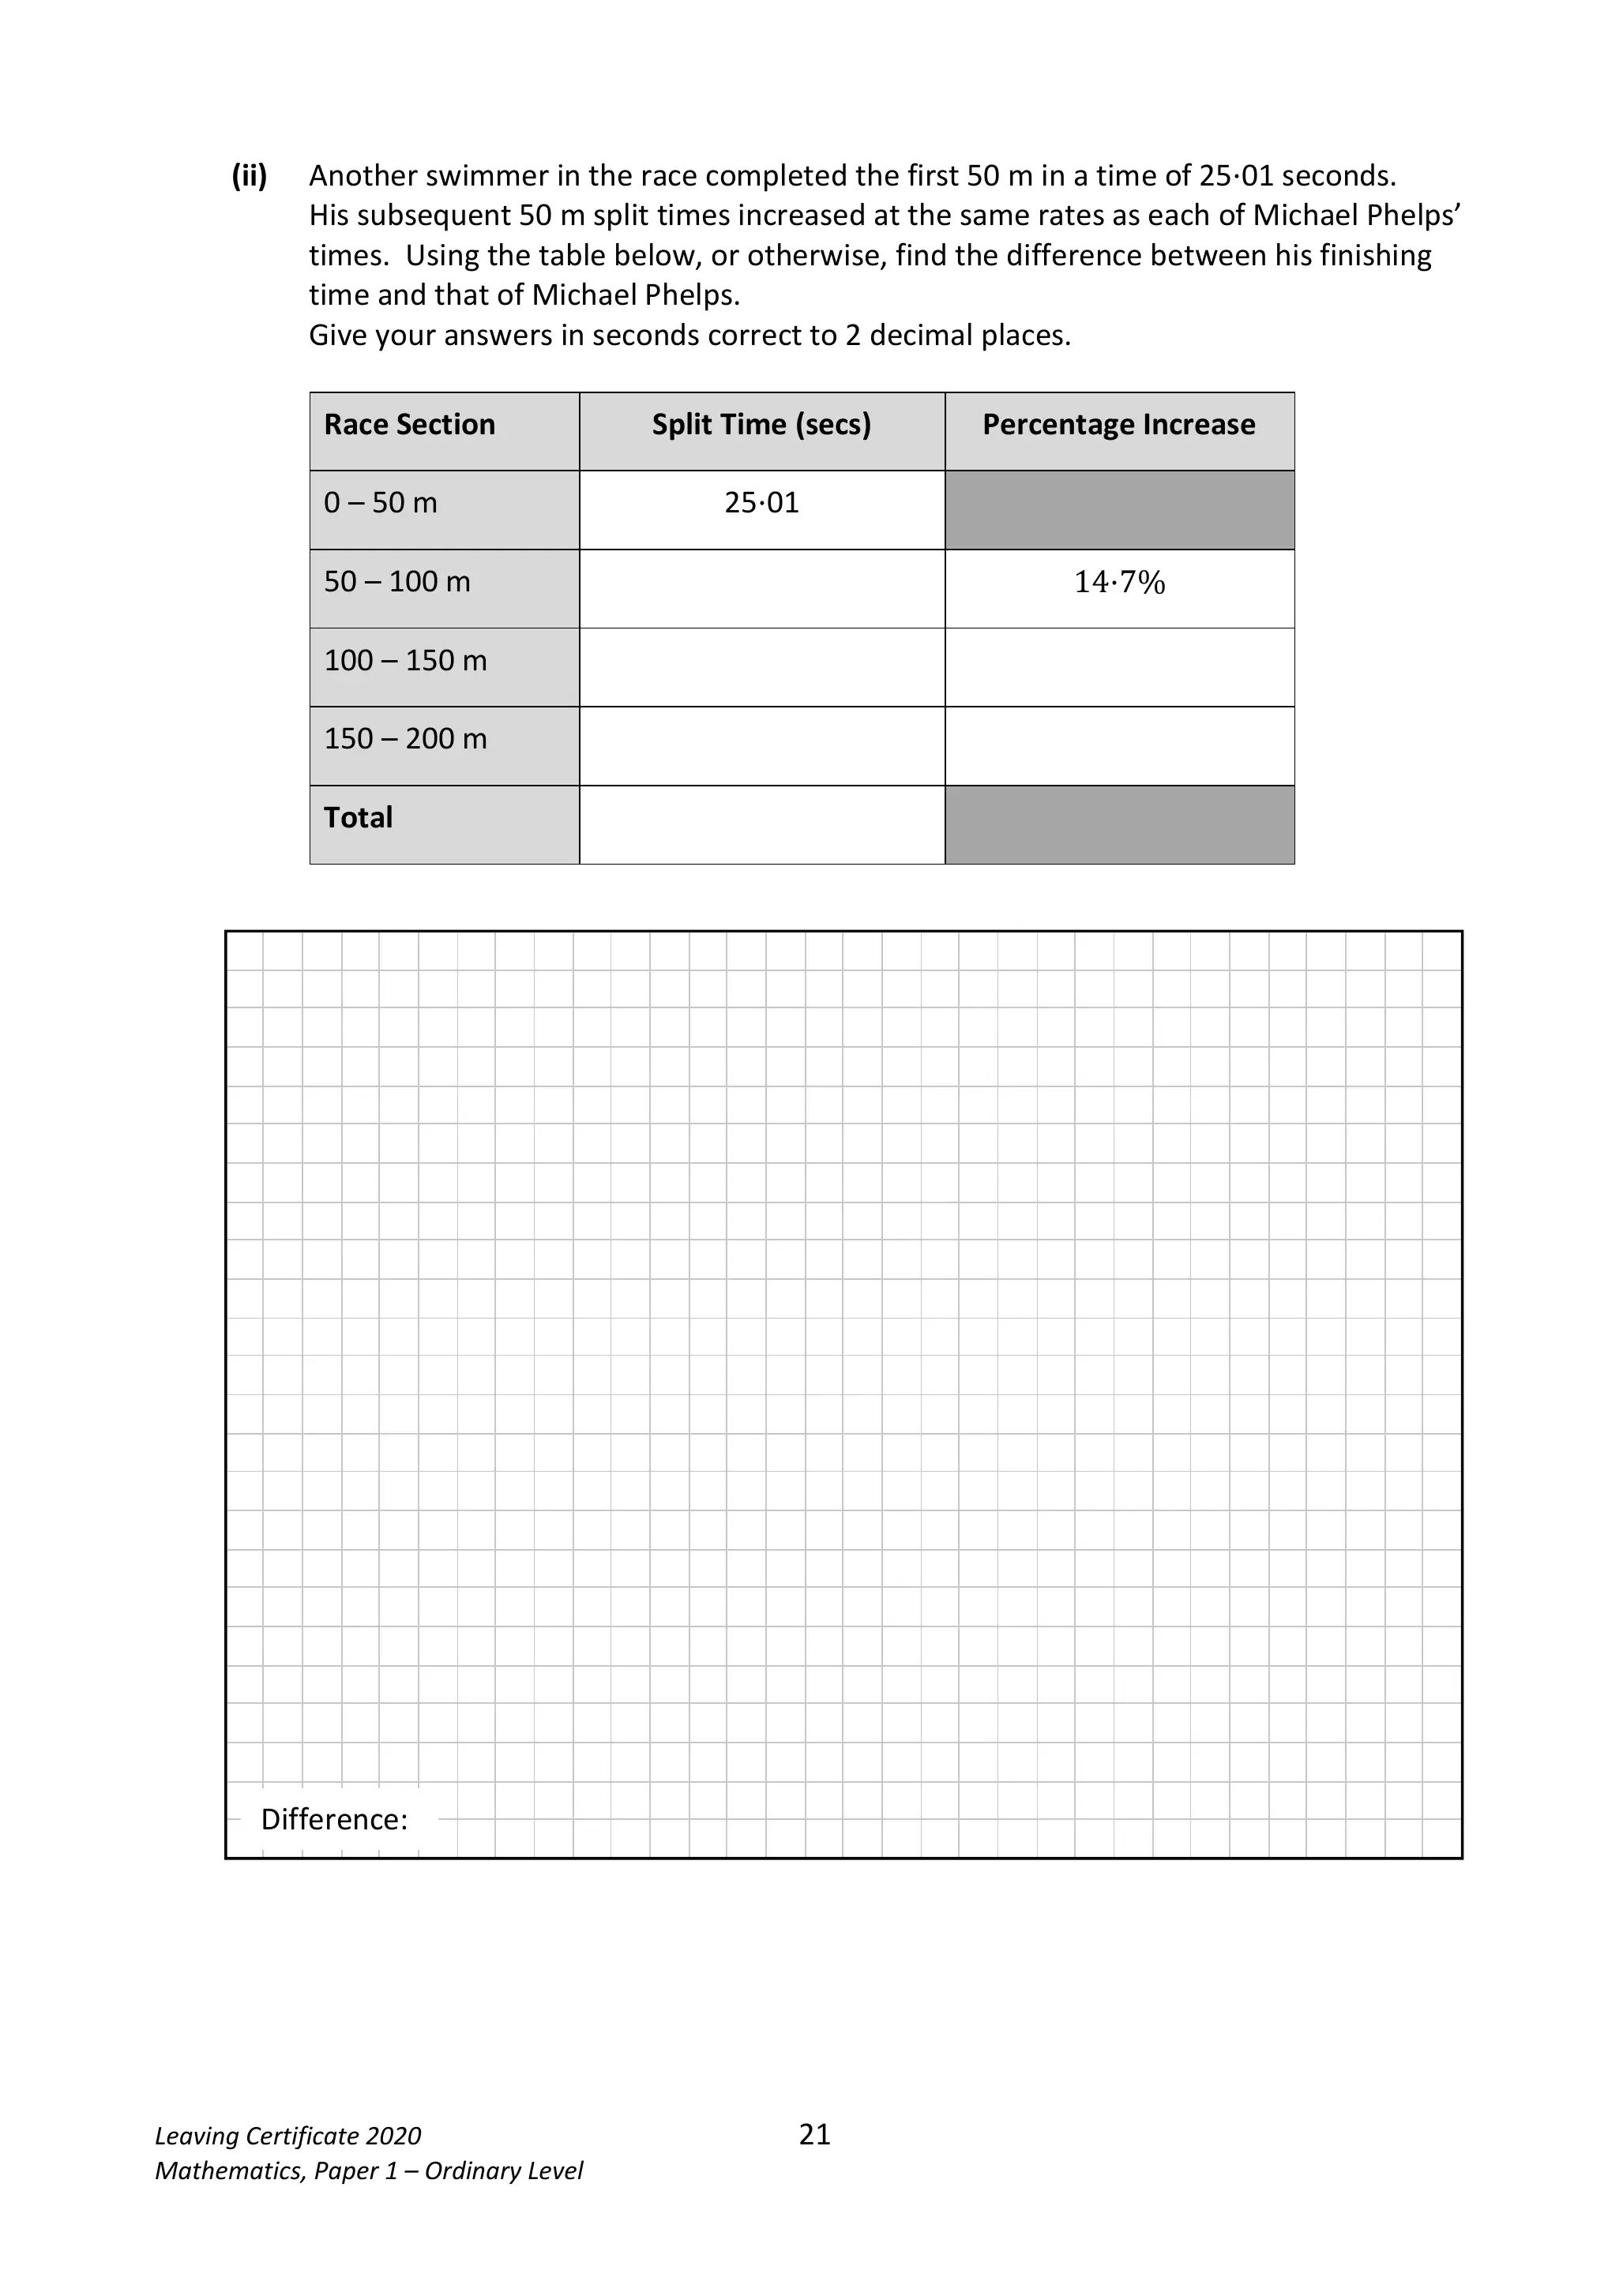 (ii) Another swimmer in the race completed the first 50 m in a time of 25·01 seconds.
His subsequent 50 m split times increased at the same rates as each of Michael Phelps’
times. Using the table below, or otherwise, find the difference between his finishing
time and that of Michael Phelps.
Give your answers in seconds correct to 2 decimal places.
Race Section Split Time (secs) Percentage Increase
0 – 50 m 25·01
50 – 100 m 14·7%
100 – 150 m
150 – 200 m
Total
Difference:
Leaving Certificate 2020 21
Mathematics, Paper 1 – Ordinary Level